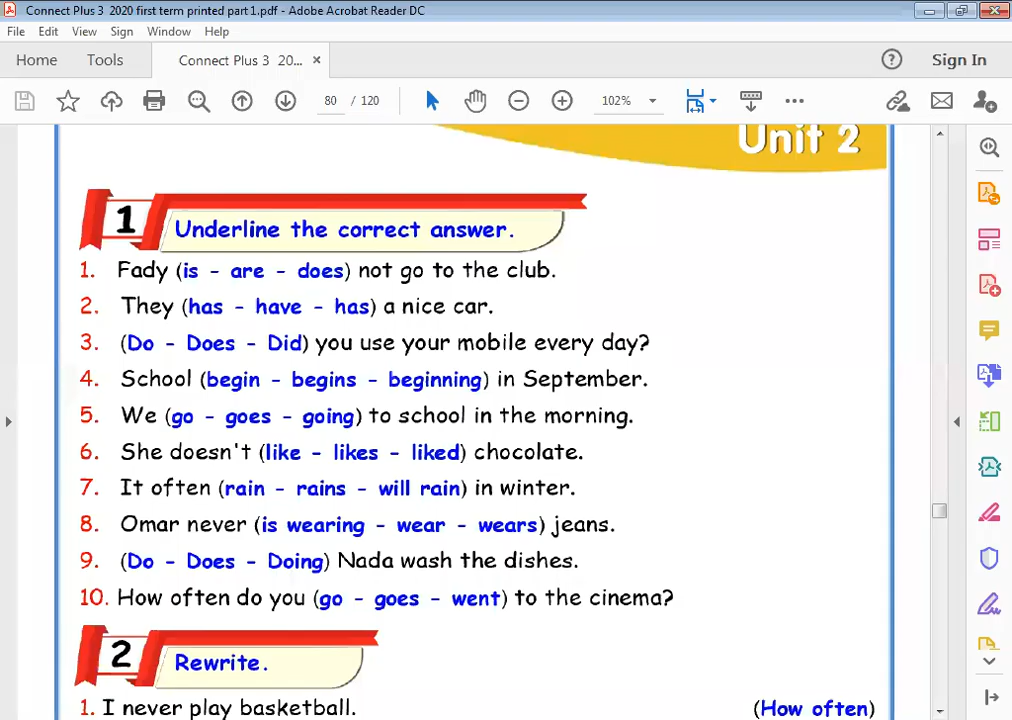 Connect Plus 3 2020 first term printed part 1.pdf - Adobe Acrobat Reader DC
File Edit View Sign Window Help
Home Tools Connect Plus 3 20... × Sign In
80 / 120 102%
Unit 2
1 Underline the correct answer.
1. Fady (is - are - does) not go to the club.
2. They (has - have - has) a nice car.
3. (Do - Does - Did) you use your mobile every day?
4. School (begin - begins - beginning) in September.
5. We (go - goes - going) to school in the morning.
6. She doesn't (like - likes - liked) chocolate.
7. It often (rain - rains - will rain) in winter.
8. Omar never (is wearing - wear - wears) jeans.
9. (Do - Does - Doing) Nada wash the dishes.
10. How often do you (go - goes - went) to the cinema?
2 Rewrite.
1. I never play basketball. (How often)